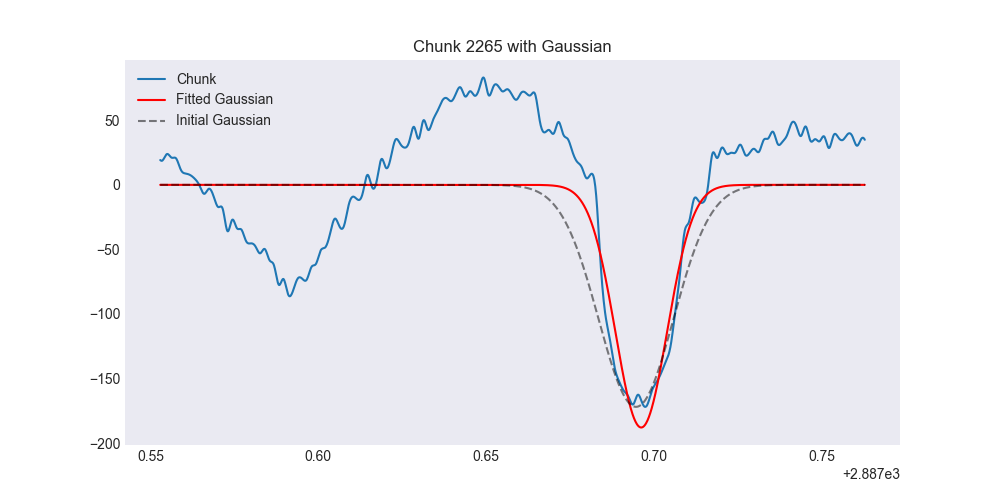 Chunk 2265 with Gaussian
Chunk
Fitted Gaussian
Initial Gaussian
50
0
−50
−100
−150
−200
0.55 0.60 0.65 0.70 0.75
+2.887e3